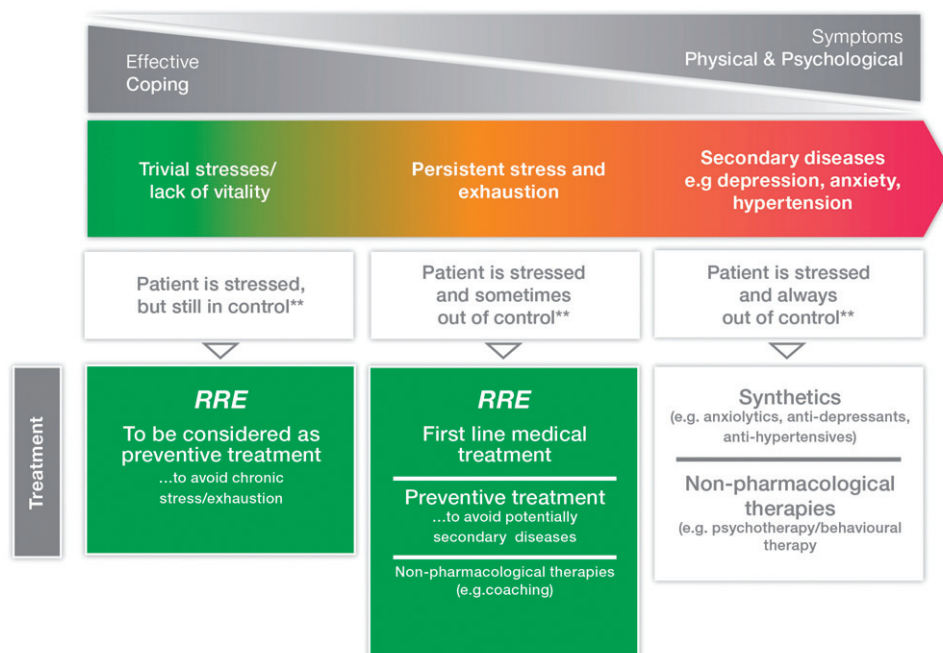 Effective
Coping
Symptoms
Physical & Psychological
Trivial stresses/
lack of vitality
Persistent stress and
exhaustion
Secondary diseases
e.g depression, anxiety,
hypertension
Patient is stressed,
but still in control**
Patient is stressed
and sometimes
out of control**
Patient is stressed
and always
out of control**
Treatment
RRE
To be considered as
preventive treatment
...to avoid chronic
stress/exhaustion
RRE
First line medical
treatment
Preventive treatment
...to avoid potentially
secondary diseases
Non-pharmacological therapies
(e.g.coaching)
Synthetics
(e.g. anxiolytics, anti-depressants,
anti-hypertensives)
Non-pharmacological
therapies
(e.g. psychotherapy/behavioural
therapy